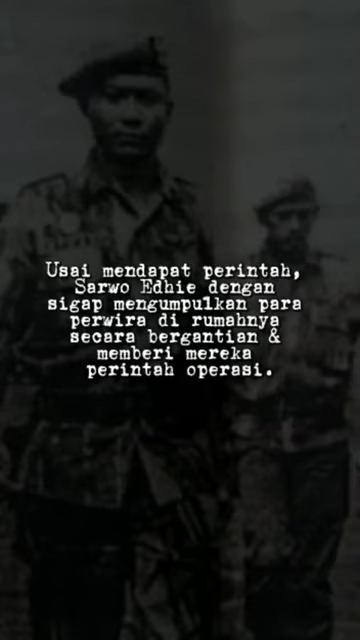 Usai mendapat perintah,
Sarwo Edhie dengan
sigap mengumpulkan para
perwira di rumahnya
secara bergantian &
memberi mereka
perintah operasi.